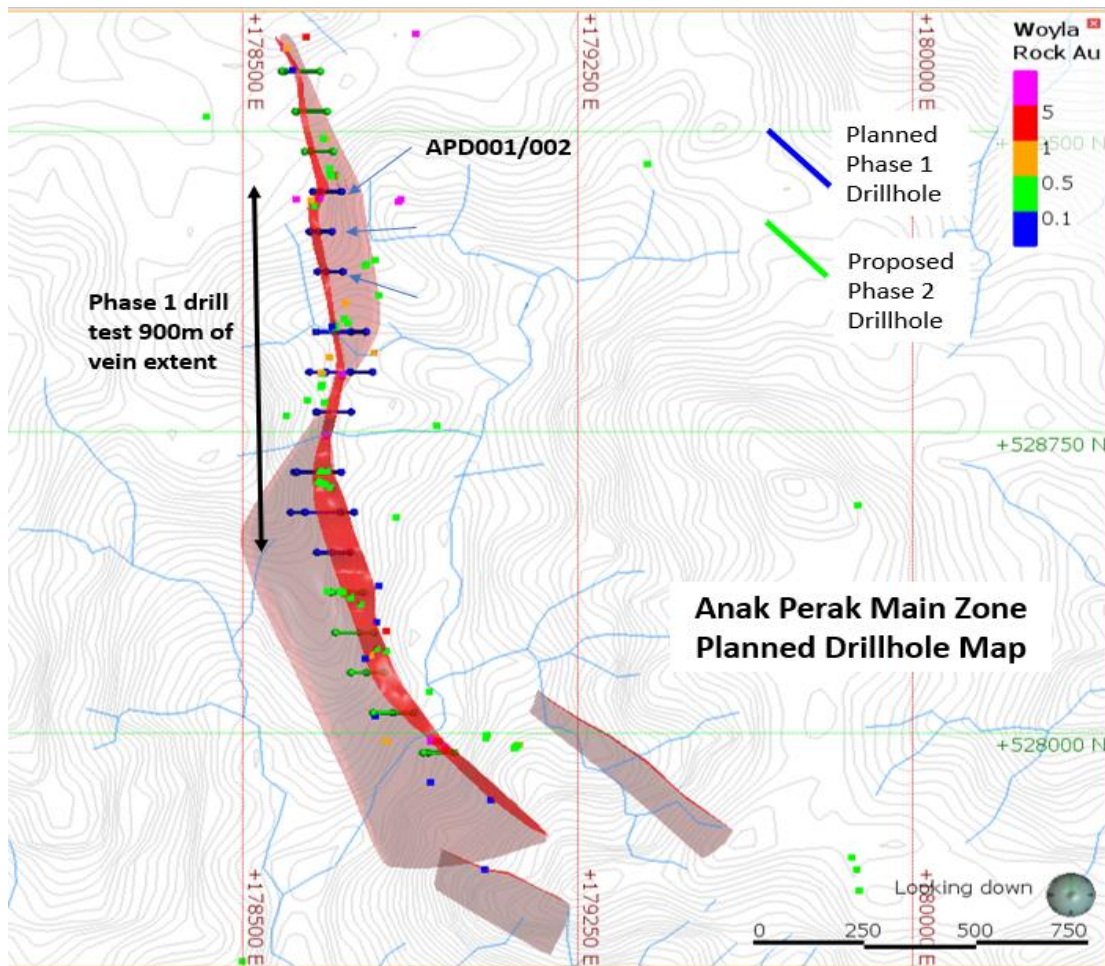 +178500 E
+179250 E
+180000 E
Woyla
Rock Au
5
1
0.5
0.1
APD001/002
Planned
Phase 1
Drillhole
Proposed
Phase 2
Drillhole
Phase 1 drill
test 900m of
vein extent
+528750 N
Anak Perak Main Zone
Planned Drillhole Map
+528000 N
Looking down
0 250 500 750
+178500 E
+179250 E
+180000 E